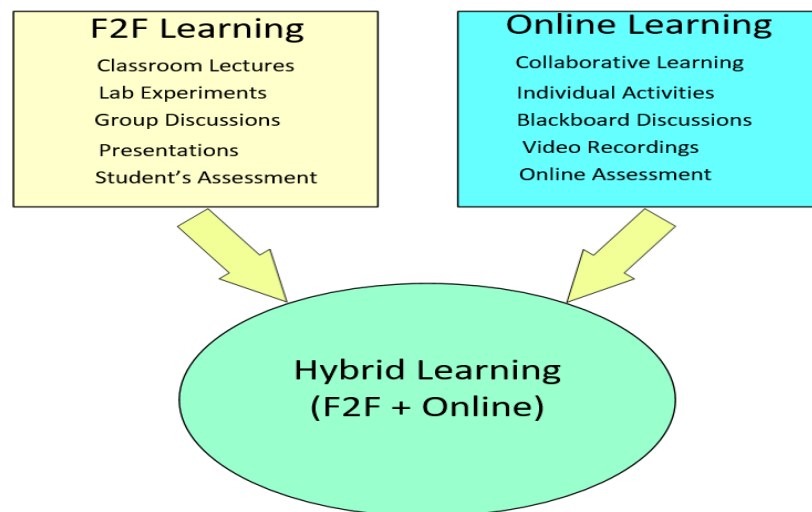 F2F Learning
Classroom Lectures
Lab Experiments
Group Discussions
Presentations
Student’s Assessment
Online Learning
Collaborative Learning
Individual Activities
Blackboard Discussions
Video Recordings
Online Assessment
Hybrid Learning
(F2F + Online)